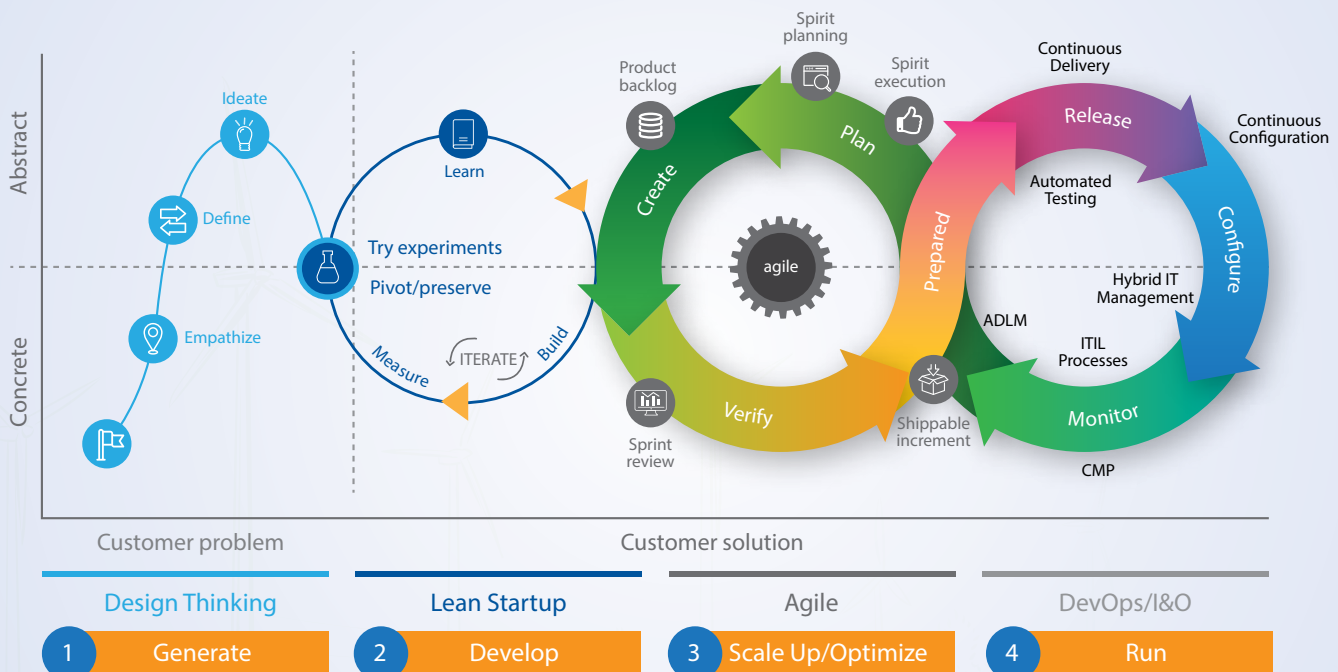 Abstract
Concrete
Ideate
Define
Empathize
Learn
Try experiments
Pivot/preserve
Measure
ITERATE
Build
Product
backlog
Spirit
planning
Spirit
execution
Create
Plan
agile
Verify
Sprint
review
Prepared
Shippable
increment
Continuous
Delivery
Release
Continuous
Configuration
Automated
Testing
Configure
Hybrid IT
Management
ADLM
ITIL
Processes
Monitor
CMP
Customer problem
Customer solution
Design Thinking
Lean Startup
Agile
DevOps/I&O
1 Generate
2 Develop
3 Scale Up/Optimize
4 Run